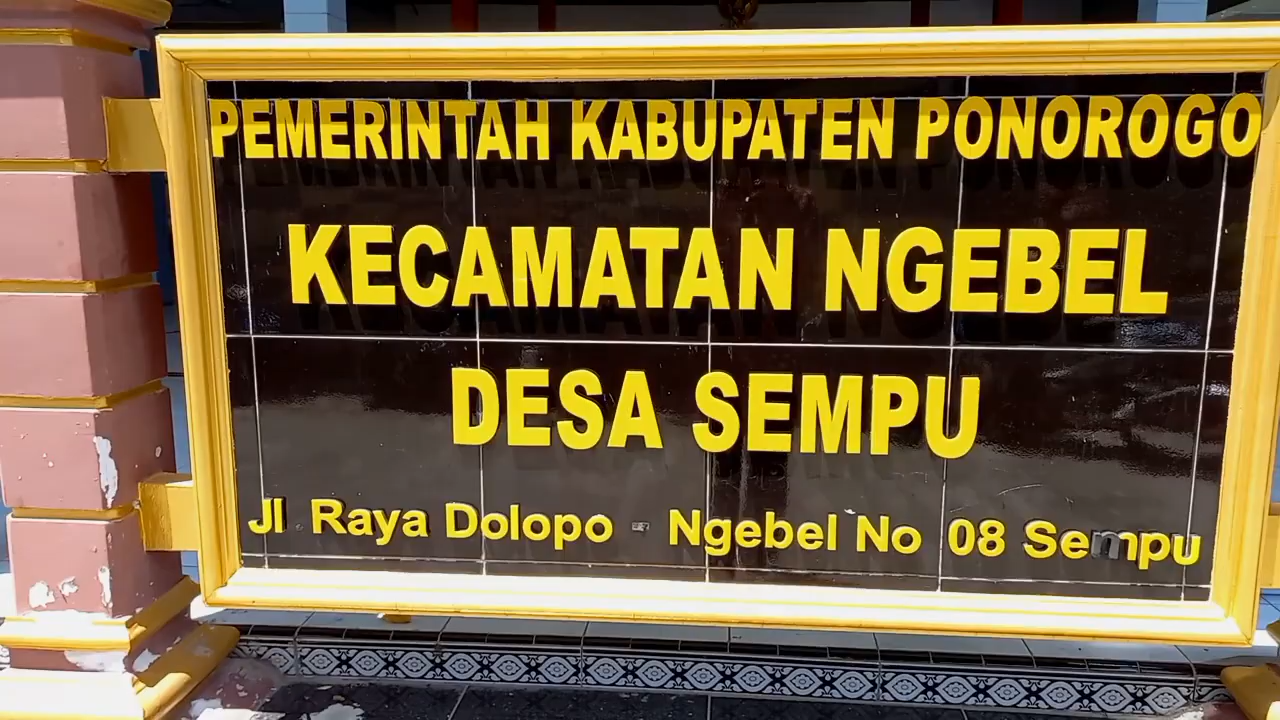 PEMERINTAH KABUPATEN PONOROGO
KECAMATAN NGEBEL
DESA SEMPU
Jl Raya Dolopo - Ngebel No 08 Sempu